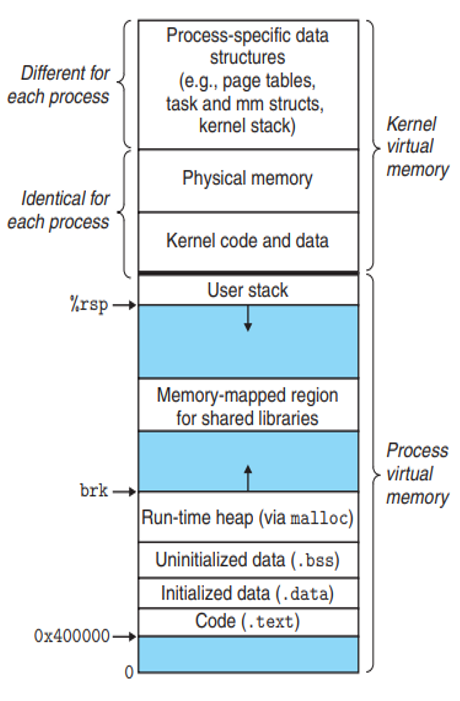 Process-specific data
structures
(e.g., page tables,
task and mm structs,
kernel stack)
Different for
each process
Kernel
virtual
memory
Physical memory
Identical for
each process
Kernel code and data
User stack
%rsp
Memory-mapped region
for shared libraries
Process
virtual
memory
brk
Run-time heap (via malloc)
Uninitialized data (.bss)
Initialized data (.data)
Code (.text)
0x400000
0